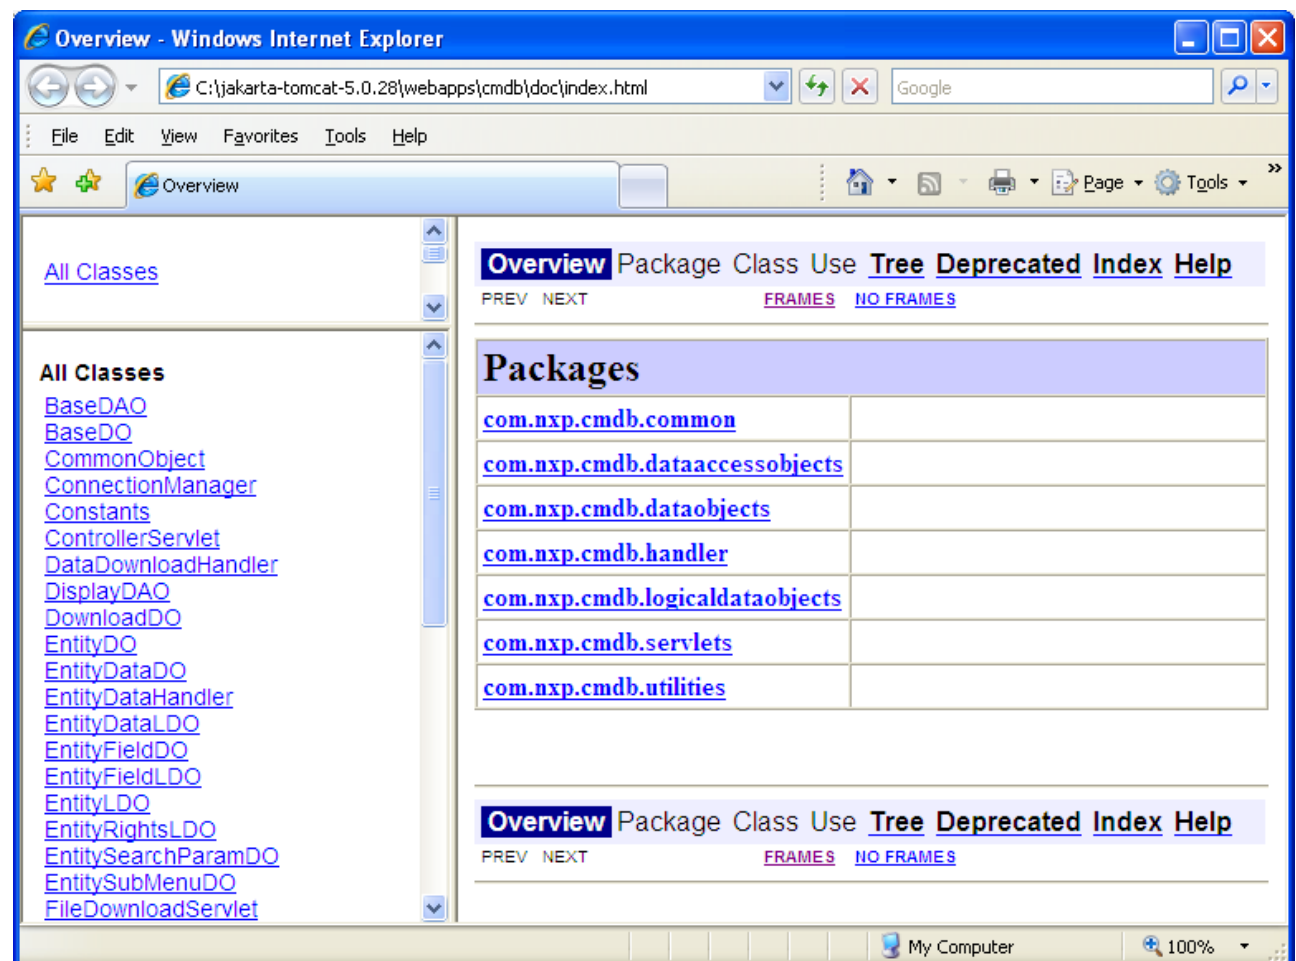 Overview - Windows Internet Explorer
C:\jakarta-tomcat-5.0.28\webapps\cmdb\doc\index.html
Google
File Edit View Favorites Tools Help
Overview
Page Tools »
All Classes
All Classes
BaseDAO
BaseDO
CommonObject
ConnectionManager
Constants
ControllerServlet
DataDownloadHandler
DisplayDAO
DownloadDO
EntityDO
EntityDataDO
EntityDataHandler
EntityDataLDO
EntityFieldDO
EntityFieldLDO
EntityLDO
EntityRightsLDO
EntitySearchParamDO
EntitySubMenuDO
FileDownloadServlet
Overview Package Class Use Tree Deprecated Index Help
PREV NEXT FRAMES NO FRAMES
Packages
com.nxp.cmdb.common
com.nxp.cmdb.dataaccessobjects
com.nxp.cmdb.dataobjects
com.nxp.cmdb.handler
com.nxp.cmdb.logicaldataobjects
com.nxp.cmdb.servlets
com.nxp.cmdb.utilities
Overview Package Class Use Tree Deprecated Index Help
PREV NEXT FRAMES NO FRAMES
My Computer 100%